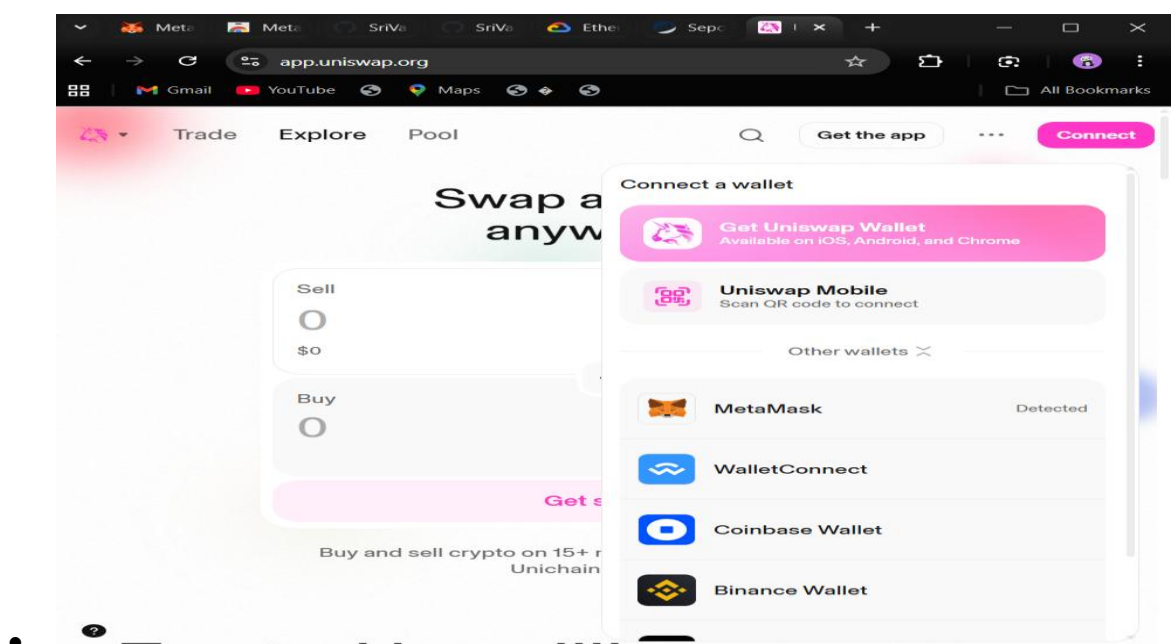 Meta
Meta
SriVa
SriVa
Ether
Sepo
app.uniswap.org
Gmail
YouTube
Maps
All Bookmarks
Trade
Explore
Pool
Get the app
Connect
Connect a wallet
Swap a
anyw
Get Uniswap Wallet
Available on iOS, Android, and Chrome
Sell
0
$0
Uniswap Mobile
Scan QR code to connect
Other wallets
Buy
0
MetaMask
Detected
WalletConnect
Get s
Coinbase Wallet
Buy and sell crypto on 15+
Unichain
Binance Wallet